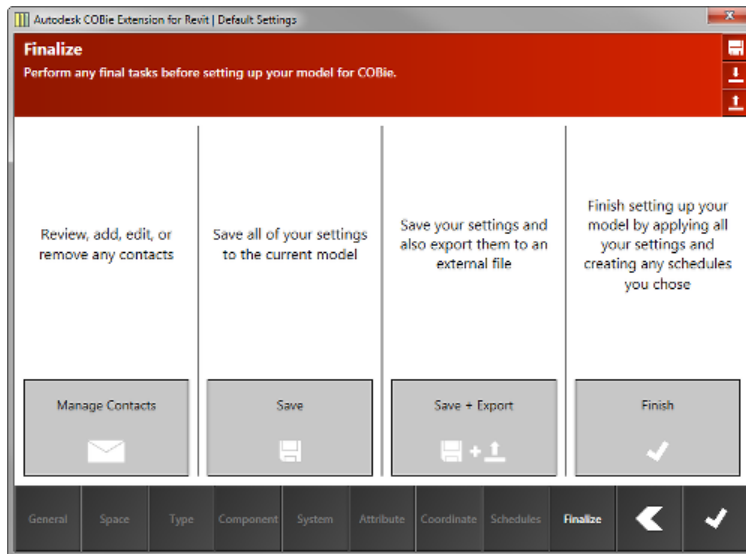 Autodesk COBie Extension for Revit | Default Settings
Finalize
Perform any final tasks before setting up your model for COBie.
Review, add, edit, or
remove any contacts
Save all of your settings
to the current model
Save your settings and
also export them to an
external file
Finish setting up your
model by applying all
your settings and
creating any schedules
you chose
Manage Contacts
Save
Save + Export
Finish
General Space Type Component System Attribute Coordinate Schedules Finalize